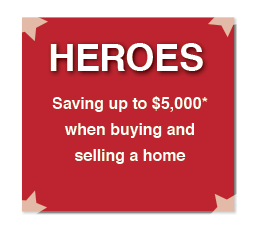 HEROES
Saving up to $5,000*
when buying and
selling a home